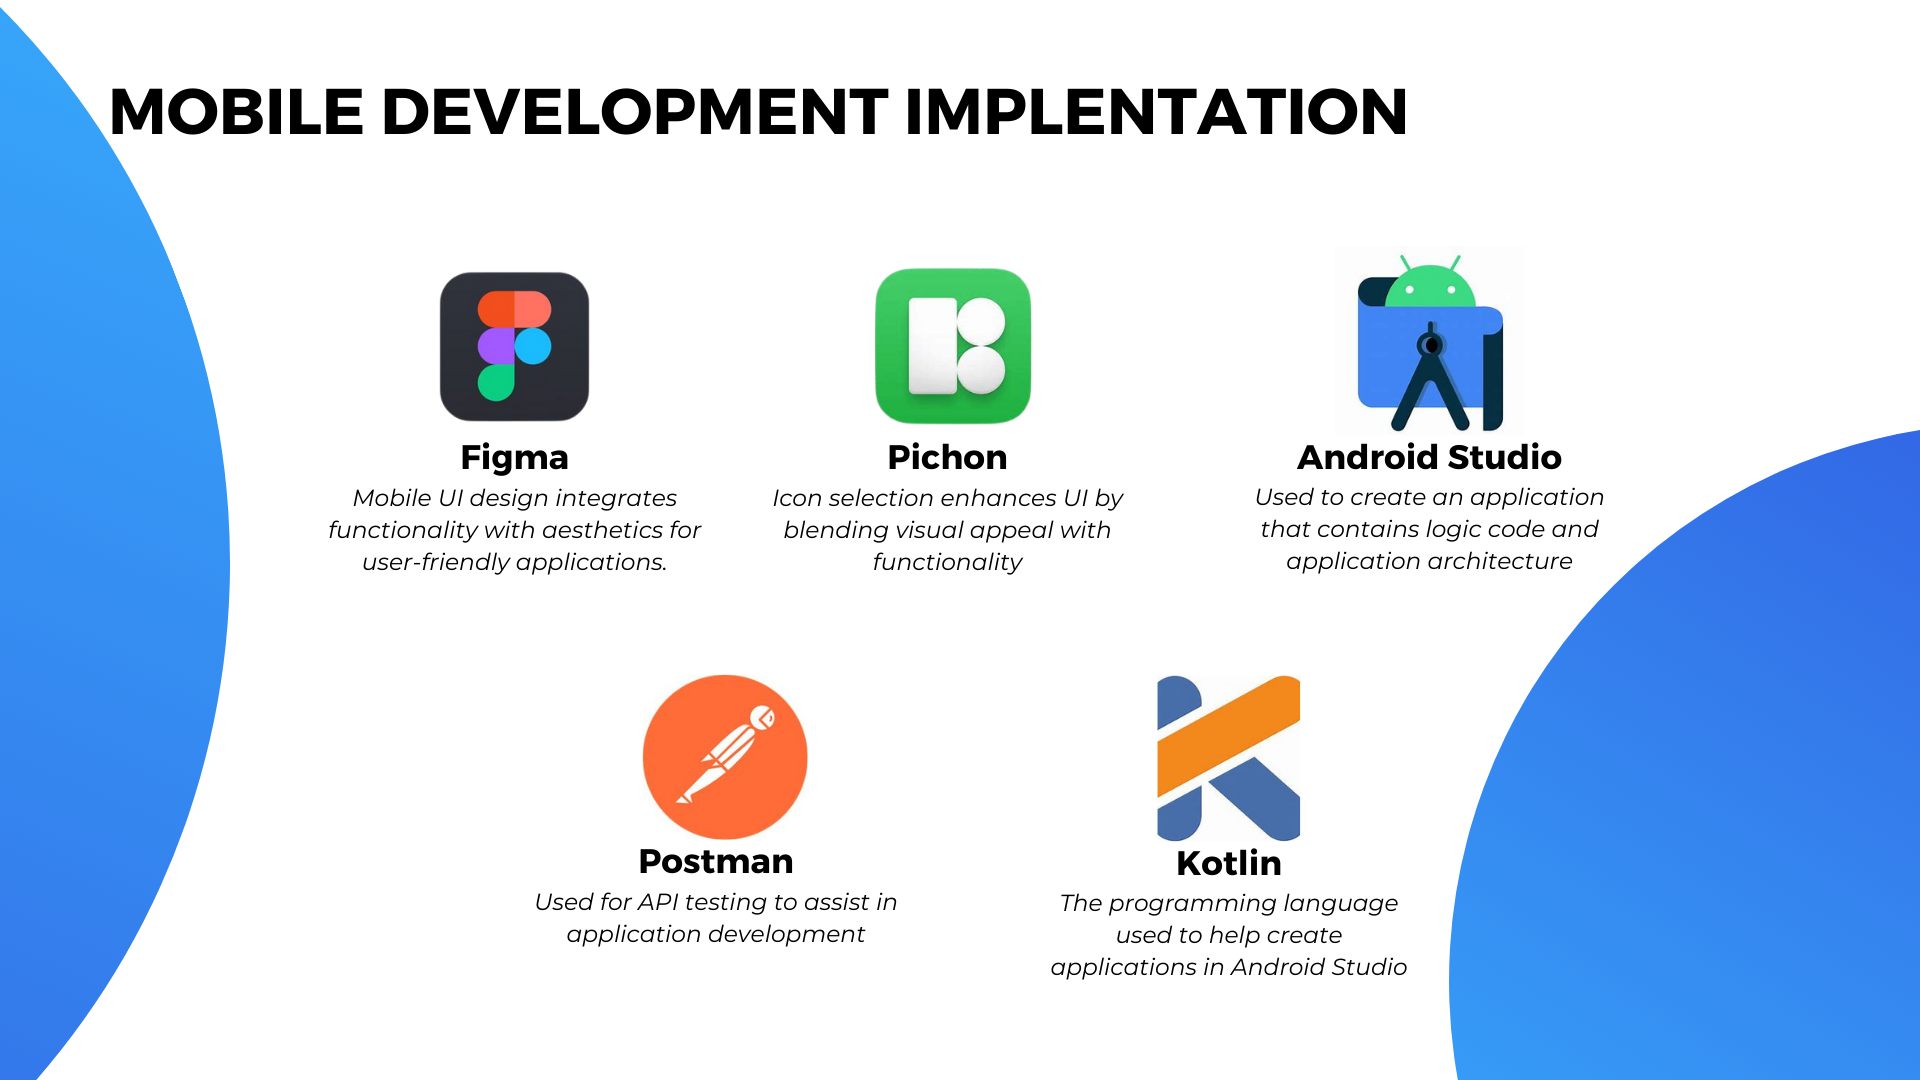 MOBILE DEVELOPMENT IMPLENTATION
Figma
Mobile UI design integrates
functionality with aesthetics for
user-friendly applications.
Pichon
Icon selection enhances UI by
blending visual appeal with
functionality
Android Studio
Used to create an application
that contains logic code and
application architecture
Postman
Used for API testing to assist in
application development
Kotlin
The programming language
used to help create
applications in Android Studio